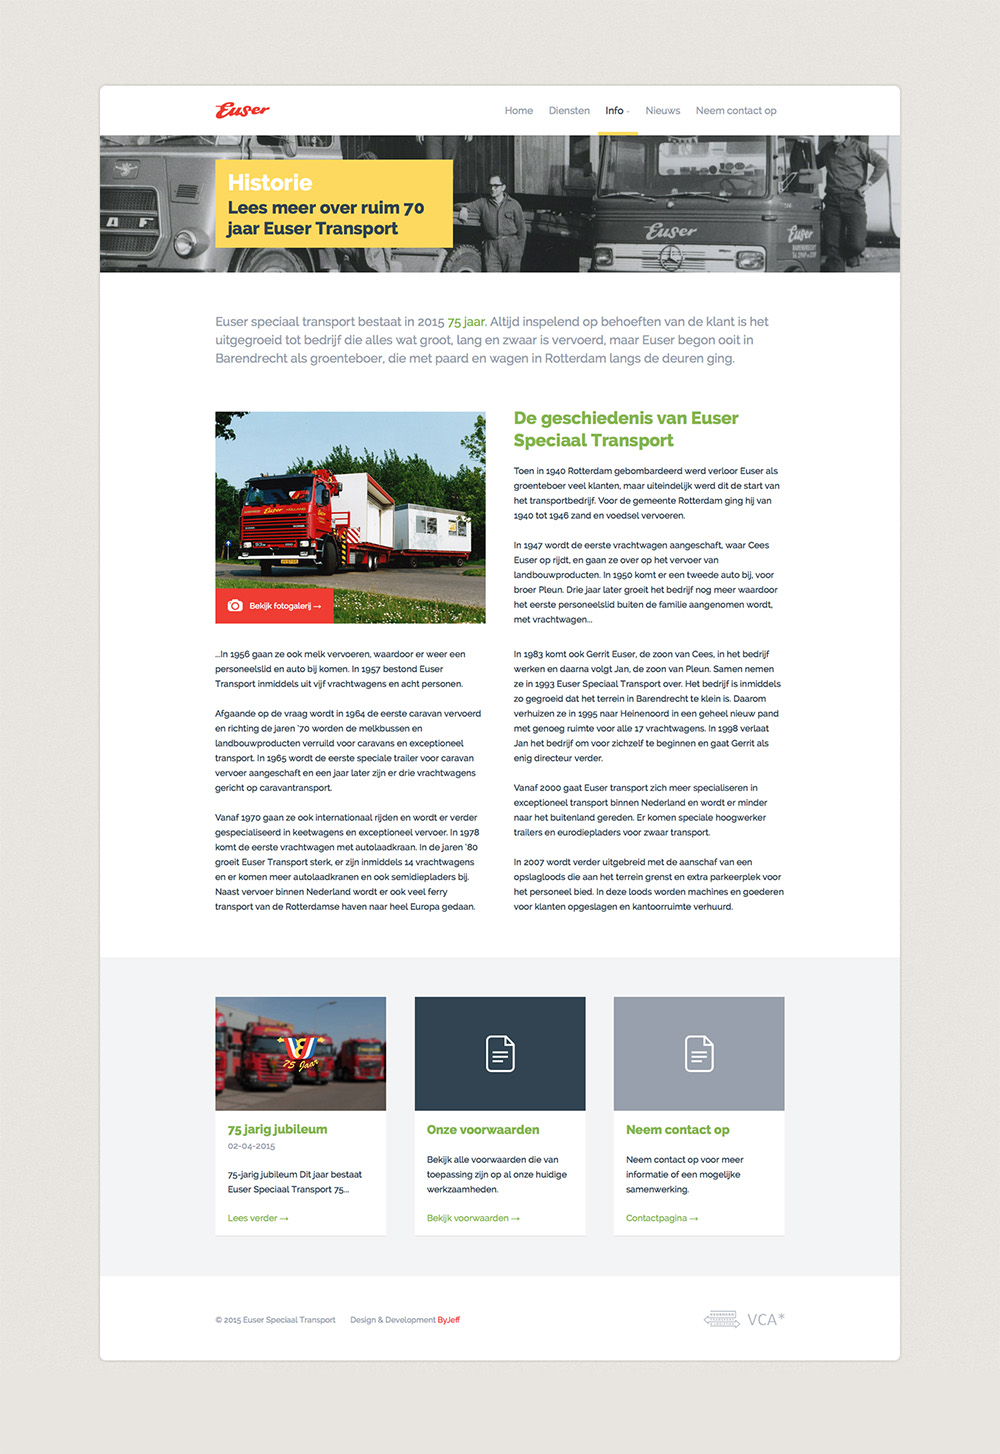 Euser
Home Diensten Info Nieuws Neem contact op
Historie
Lees meer over ruim 70
jaar Euser Transport
AF
Euser
Euser
BARENDRECHT
Euser speciaal transport bestaat in 2015 75 jaar. Altijd inspelend op behoeften van de klant is het
uitgegroeid tot bedrijf die alles wat groot, lang en zwaar is vervoerd, maar Euser begon ooit in
Barendrecht als groenteboer, die met paard en wagen in Rotterdam langs de deuren ging.
Euser
Bekijk fotogalerij →
De geschiedenis van Euser
Speciaal Transport
Toen in 1940 Rotterdam gebombardeerd werd verloor Euser als
groenteboer veel klanten, maar uiteindelijk werd dit de start van
het transportbedrijf. Voor de gemeente Rotterdam ging hij van
1940 tot 1946 zand en voedsel vervoeren.
In 1947 wordt de eerste vrachtwagen aangeschaft, waar Cees
Euser op rijdt, en gaan ze over op het vervoer van
landbouwproducten. In 1950 komt er een tweede auto bij, voor
broer Pleun. Drie jaar later groeit het bedrijf nog meer waardoor
het eerste personeelslid buiten de familie aangenomen wordt,
met vrachtwagen...
...In 1956 gaan ze ook melk vervoeren, waardoor er weer een
personeelslid en auto bij komen. In 1957 bestond Euser
Transport inmiddels uit vijf vrachtwagens en acht personen.
Afgaande op de vraag wordt in 1964 de eerste caravan vervoerd
en richting de jaren '70 worden de melkbussen en
landbouwproducten verruild voor caravans en exceptioneel
transport. In 1965 wordt de eerste speciale trailer voor caravan
vervoer aangeschaft en een jaar later zijn er drie vrachtwagens
gericht op caravantransport.
Vanaf 1970 gaan ze ook internationaal rijden en wordt er verder
gespecialiseerd in keetwagens en exceptioneel vervoer. In 1978
komt de eerste vrachtwagen met autolaadkraan. In de jaren '80
groeit Euser Transport sterk, er zijn inmiddels 14 vrachtwagens
en er komen meer autolaadkranen en ook semidiepladers bij.
Naast vervoer binnen Nederland wordt er ook veel ferry
transport van de Rotterdamse haven naar heel Europa gedaan.
In 1983 komt ook Gerrit Euser, de zoon van Cees, in het bedrijf
werken en daarna volgt Jan, de zoon van Pleun. Samen nemen
ze in 1993 Euser Speciaal Transport over. Het bedrijf is inmiddels
zo gegroeid dat het terrein in Barendrecht te klein is. Daarom
verhuizen ze in 1995 naar Heinenoord in een geheel nieuw pand
met genoeg ruimte voor alle 17 vrachtwagens. In 1998 verlaat
Jan het bedrijf om voor zichzelf te beginnen en gaat Gerrit als
enig directeur verder.
Vanaf 2000 gaat Euser transport zich meer specialiseren in
exceptioneel transport binnen Nederland en wordt er minder
naar het buitenland gereden. Er komen speciale hoogwerker
trailers en eurodiepladers voor zwaar transport.
In 2007 wordt verder uitgebreid met de aanschaf van een
opslagloods die aan het terrein grenst en extra parkeerplek voor
het personeel bied. In deze loods worden machines en goederen
voor klanten opgeslagen en kantoorruimte verhuurd.
75 Jaar
75 jarig jubileum
02-04-2015
75-jarig jubileum Dit jaar bestaat
Euser Speciaal Transport 75...
Lees verder →
Onze voorwaarden
Bekijk alle voorwaarden die van
toepassing zijn op al onze huidige
werkzaamheden.
Bekijk voorwaarden →
Neem contact op
Neem contact op voor meer
informatie of een mogelijke
samenwerking.
Contactpagina →
© 2015 Euser Speciaal Transport Design & Development ByJeff
VCA*